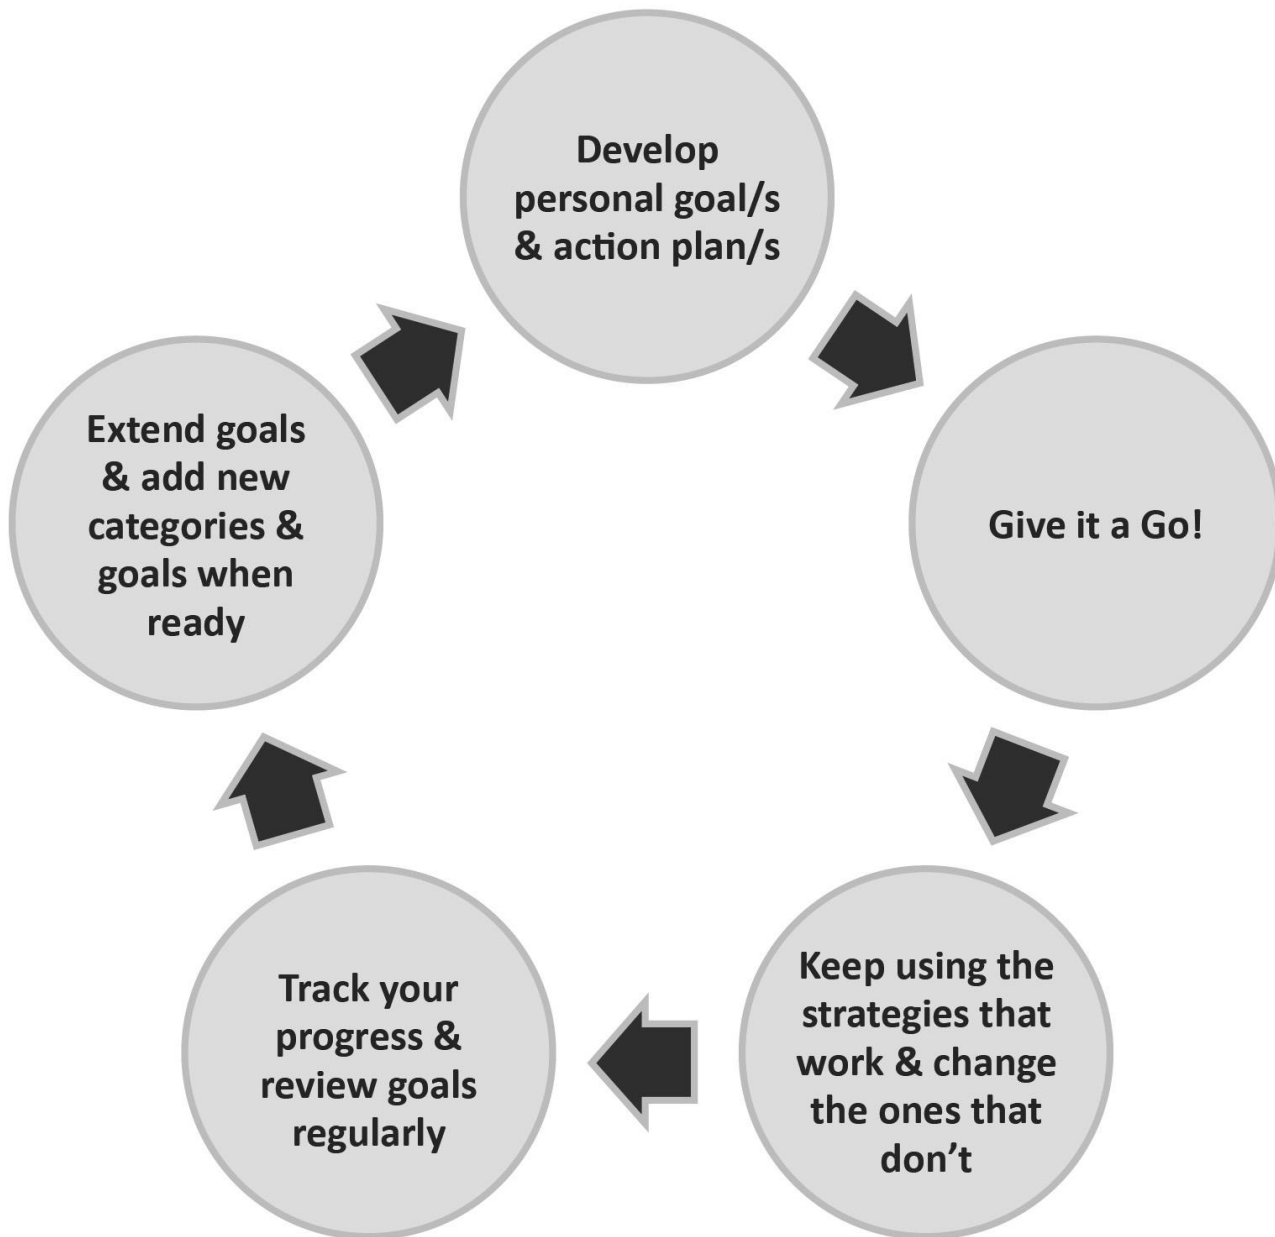 Develop
personal goal/s
& action plan/s
Give it a Go!
Keep using the
strategies that
work & change
the ones that
don’t
Track your
progress &
review goals
regularly
Extend goals
& add new
categories &
goals when
ready